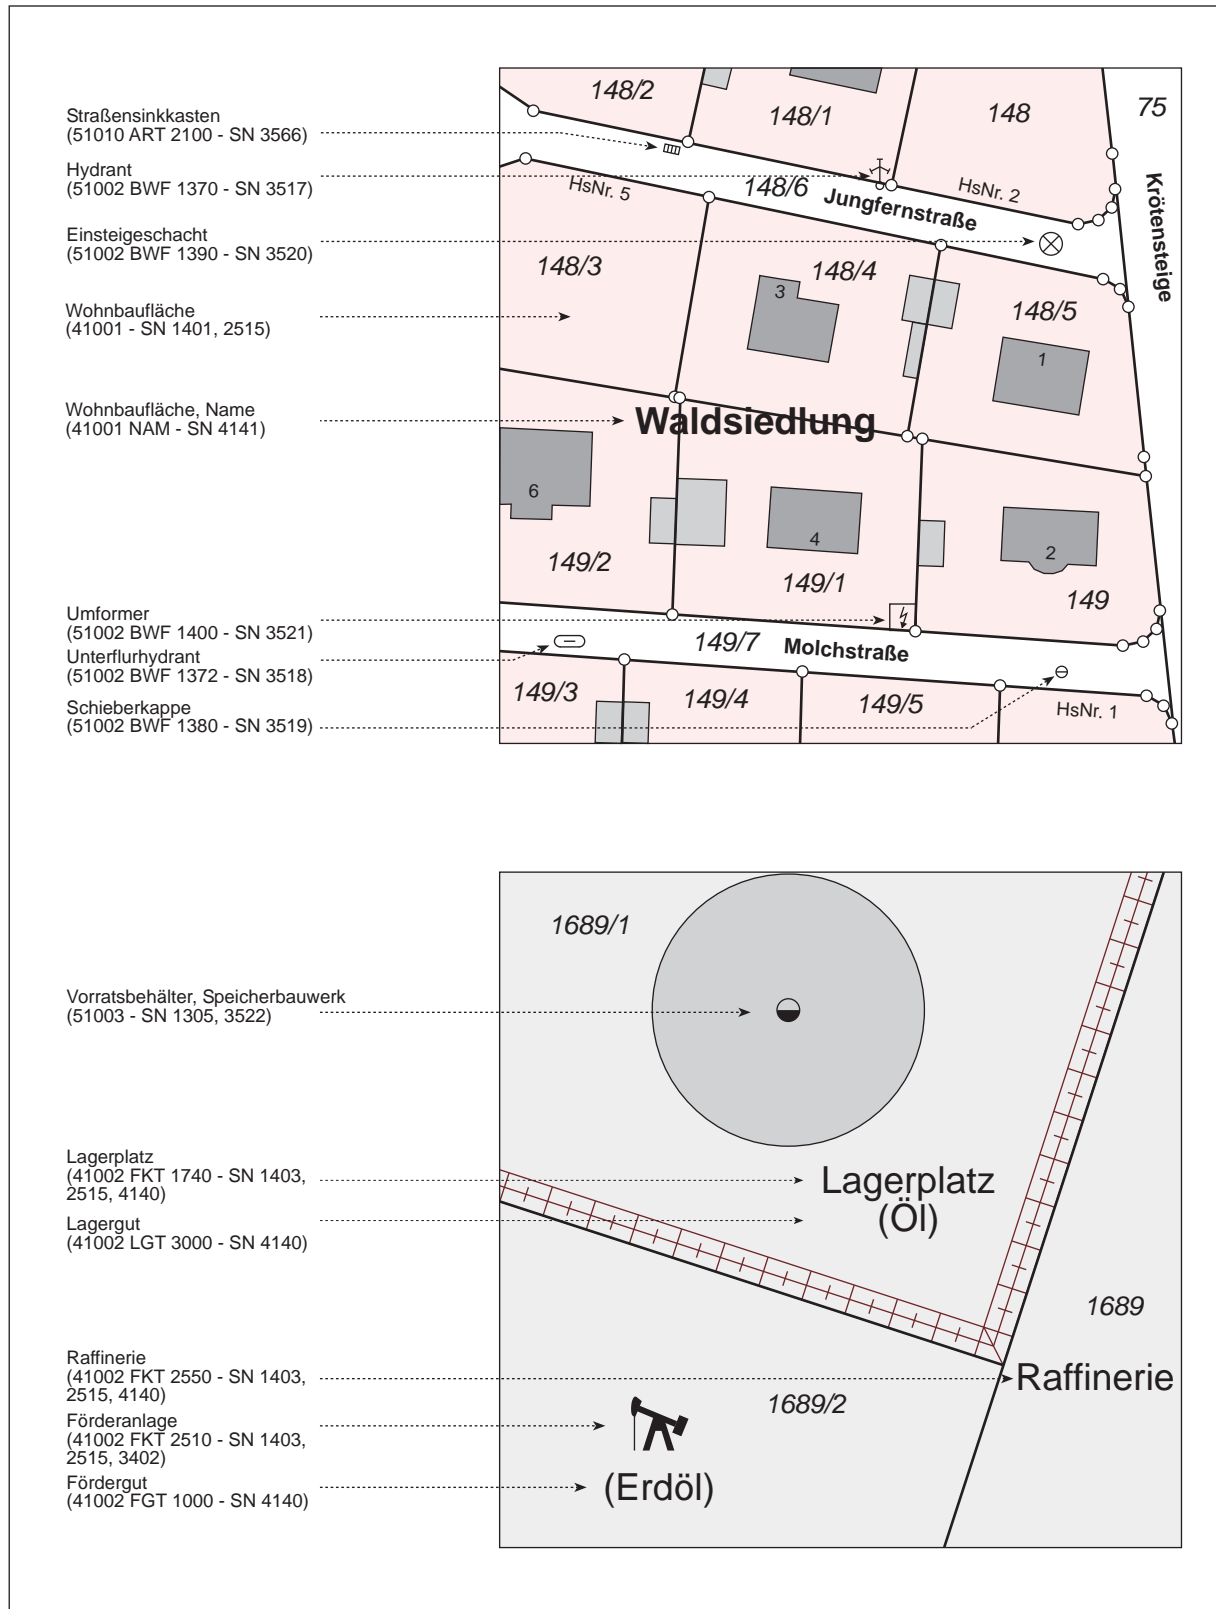 Straßensinkkasten
(51010 ART 2100 - SN 3566)
Hydrant
(51002 BWF 1370 - SN 3517)
Einsteigeschacht
(51002 BWF 1390 - SN 3520)
Wohnbaufläche
(41001 - SN 1401, 2515)
Wohnbaufläche, Name
(41001 NAM - SN 4141)
Umformer
(51002 BWF 1400 - SN 3521)
Unterflurhydrant
(51002 BWF 1372 - SN 3518)
Schieberkappe
(51002 BWF 1380 - SN 3519)
148/2
148/1
148
75
HsNr. 5
148/6
Jungfernstraße
HsNr. 2
Krötensteige
148/3
148/4
148/5
3
1
Waldsiedlung
6
4
2
149/2
149/1
149
149/7
Molchstraße
149/3
149/4
149/5
HsNr. 1
Vorratsbehälter, Speicherbauwerk
(51003 - SN 1305, 3522)
Lagerplatz
(41002 FKT 1740 - SN 1403,
2515, 4140)
Lagergut
(41002 LGT 3000 - SN 4140)
Raffinerie
(41002 FKT 2550 - SN 1403,
2515, 4140)
Förderanlage
(41002 FKT 2510 - SN 1403,
2515, 3402)
Fördergut
(41002 FGT 1000 - SN 4140)
1689/1
Lagerplatz
(Öl)
1689
Raffinerie
1689/2
(Erdöl)